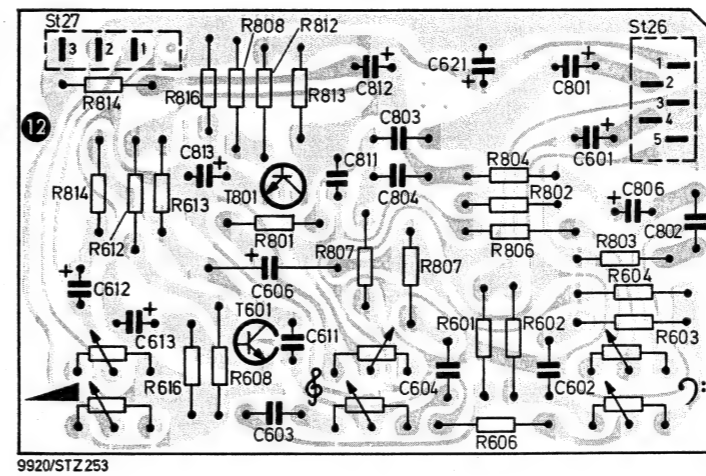 St27
R808
R812
St26
3 2 1
C621
1
2
3
4
5
R814
R816
R813
C812
C801
12
C803
C601
C813
C811
R804
R814
T801
C804
R802
C806
R612
R613
R801
R807
R807
R806
C802
R803
C612
C606
R604
T601
R601
R602
C613
C611
R603
R616
R608
C604
C602
C603
R606
9920/STZ253